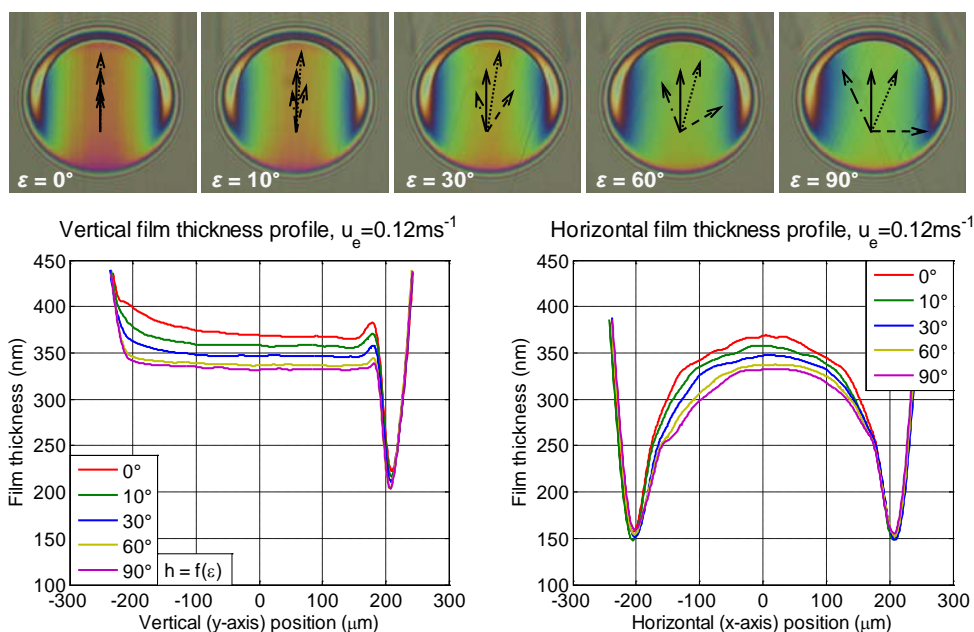 ε = 0°
ε = 10°
ε = 30°
ε = 60°
ε = 90°
Vertical film thickness profile, u_e=0.12ms⁻¹
450
400
350
300
250
200
150
100
Film thickness (nm)
0°
10°
30°
60°
90°
h = f(ε)
-300 -200 -100 0 100 200 300
Vertical (y-axis) position (μm)
Horizontal film thickness profile, u_e=0.12ms⁻¹
450
400
350
300
250
200
150
100
Film thickness (nm)
0°
10°
30°
60°
90°
-300 -200 -100 0 100 200 300
Horizontal (x-axis) position (μm)